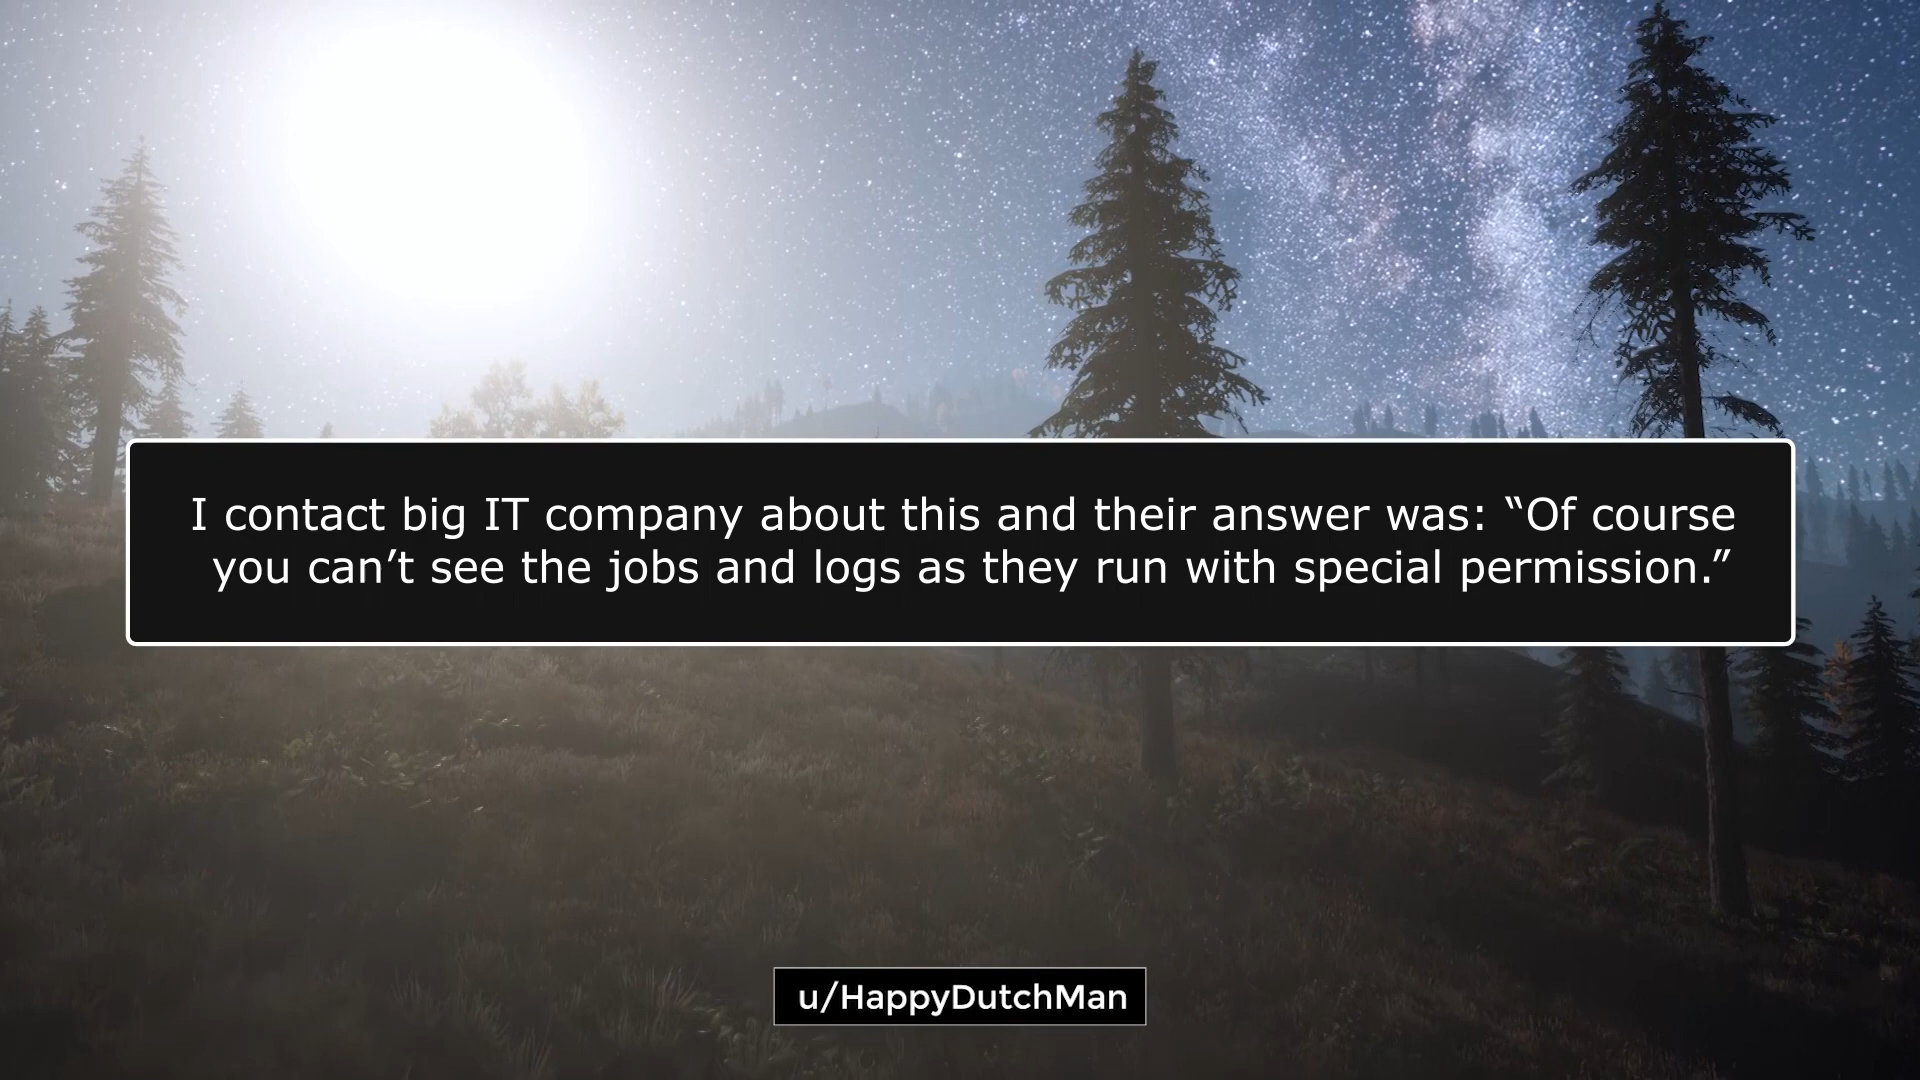 I contact big IT company about this and their answer was: “Of course
you can’t see the jobs and logs as they run with special permission.”
u/HappyDutchMan